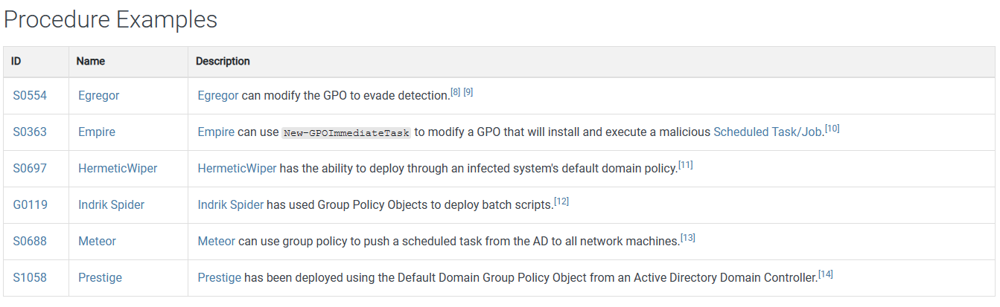 Procedure Examples
ID Name Description
S0554 Egregor Egregor can modify the GPO to evade detection.[8] [9]
S0363 Empire Empire can use New-GPOImmediateTask to modify a GPO that will install and execute a malicious Scheduled Task/Job.[10]
S0697 HermeticWiper HermeticWiper has the ability to deploy through an infected system's default domain policy.[11]
G0119 Indrik Spider Indrik Spider has used Group Policy Objects to deploy batch scripts.[12]
S0688 Meteor Meteor can use group policy to push a scheduled task from the AD to all network machines.[13]
S1058 Prestige Prestige has been deployed using the Default Domain Group Policy Object from an Active Directory Domain Controller.[14]